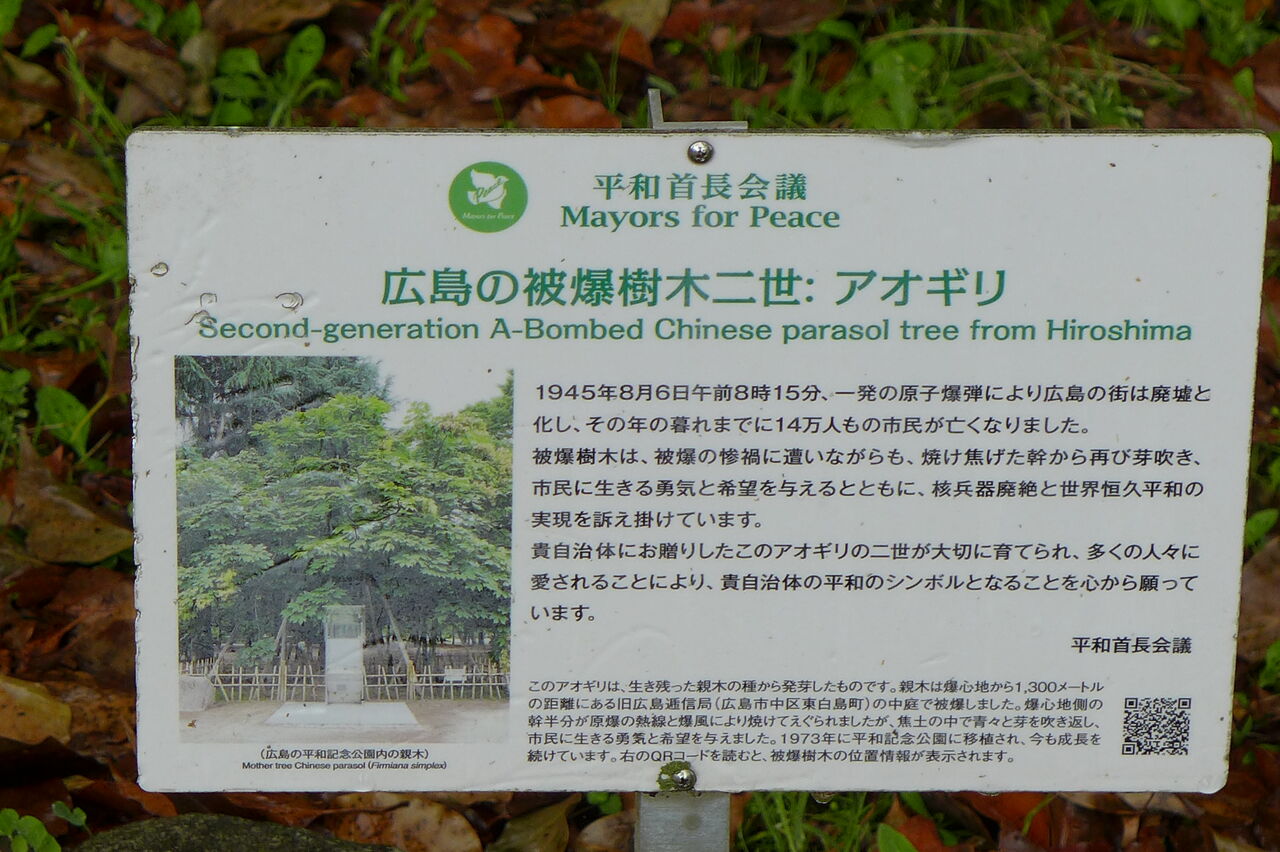 Peace
Mayors for Peace
平和首長会議
Mayors for Peace
広島の被爆樹木二世: アオギリ
Second-generation A-Bombed Chinese parasol tree from Hiroshima
1945年8月6日午前8時15分、一発の原子爆弾により広島の街は廃墟と
化し、その年の暮れまでに14万人もの市民が亡くなりました。
被爆樹木は、被爆の惨禍に遭いながらも、焼け焦げた幹から再び芽吹き、
市民に生きる勇気と希望を与えるとともに、核兵器廃絶と世界恒久平和の
実現を訴え掛けています。
貴自治体にお贈りしたこのアオギリの二世が大切に育てられ、多くの人々に
愛されることにより、貴自治体の平和のシンボルとなることを心から願って
います。
平和首長会議
このアオギリは、生き残った親木の種から発芽したものです。親木は爆心地から1,300メートル
の距離にある旧広島逓信局（広島市中区東白島町）の中庭で被爆しました。爆心地側の
幹半分が原爆の熱線と爆風により焼けてえぐられましたが、焦土の中で青々と芽を吹き返し、
市民に生きる勇気と希望を与えました。1973年に平和記念公園に移植され、今も成長を
続けています。右のQRコードを読むと、被爆樹木の位置情報が表示されます。
（広島の平和記念公園内の親木）
Mother tree Chinese parasol (Firmiana simplex)